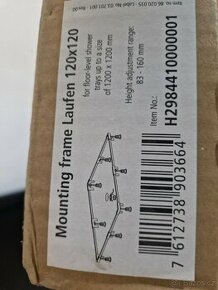 Mounting frame Laufen 120x120
for floor-level shower
trays up to a size
of 1200 x 1200 mm
Height adjustment range:
83 - 160 mm
Item No.:
H2984410000001
7 612738 903664